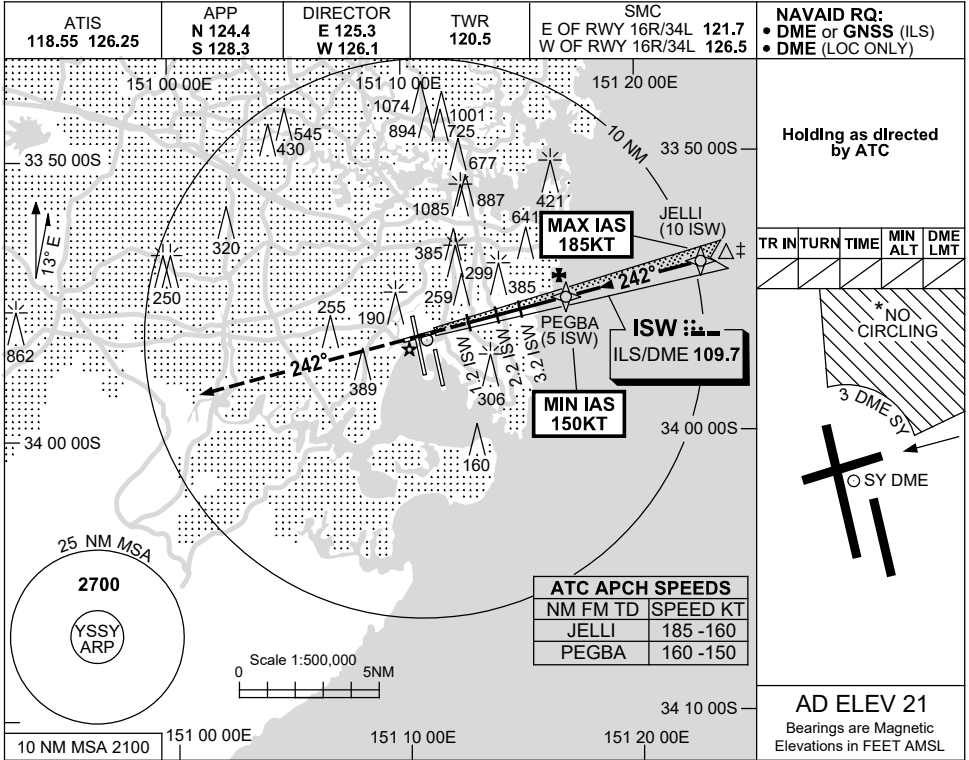 ATIS
118.55 126.25
APP
N 124.4
S 128.3
DIRECTOR
E 125.3
W 126.1
TWR
120.5
SMC
E OF RWY 16R/34L 121.7
W OF RWY 16R/34L 126.5
NAVAID RQ:
• DME or GNSS (ILS)
• DME (LOC ONLY)
151 00 00E
151 10 00E
151 20 00E
1074
1001
894
725
545
430
10 NM
33 50 00S
33 50 00S
677
Holding as directed
by ATC
887
1085
421
641
JELLI
(10 ISW)
MAX IAS
185KT
13° E
320
385
299
385
259
250
255
190
242°
862
PEGBA
(5 ISW)
ISW
ILS/DME 109.7
1.2 ISW
2.2 ISW
3.2 ISW
242°
389
306
MIN IAS
150KT
34 00 00S
34 00 00S
160
TR IN
TURN
TIME
MIN ALT
DME LMT
*NO
CIRCLING
3 DME SY
SY DME
25 NM MSA
2700
YSSY
ARP
ATC APCH SPEEDS
NM FM TD SPEED KT
JELLI 185 -160
PEGBA 160 -150
Scale 1:500,000
0 5NM
34 10 00S
10 NM MSA 2100
151 00 00E
151 10 00E
151 20 00E
AD ELEV 21
Bearings are Magnetic
Elevations in FEET AMSL